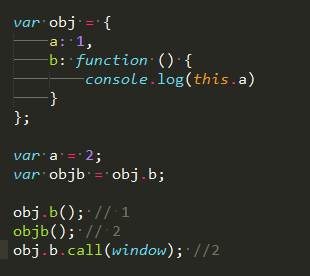 var obj = {
    a: 1,
    b: function () {
        console.log(this.a)
    }
};

var a = 2;
var objb = obj.b;

obj.b(); // 1
objb(); // 2
obj.b.call(window); //2